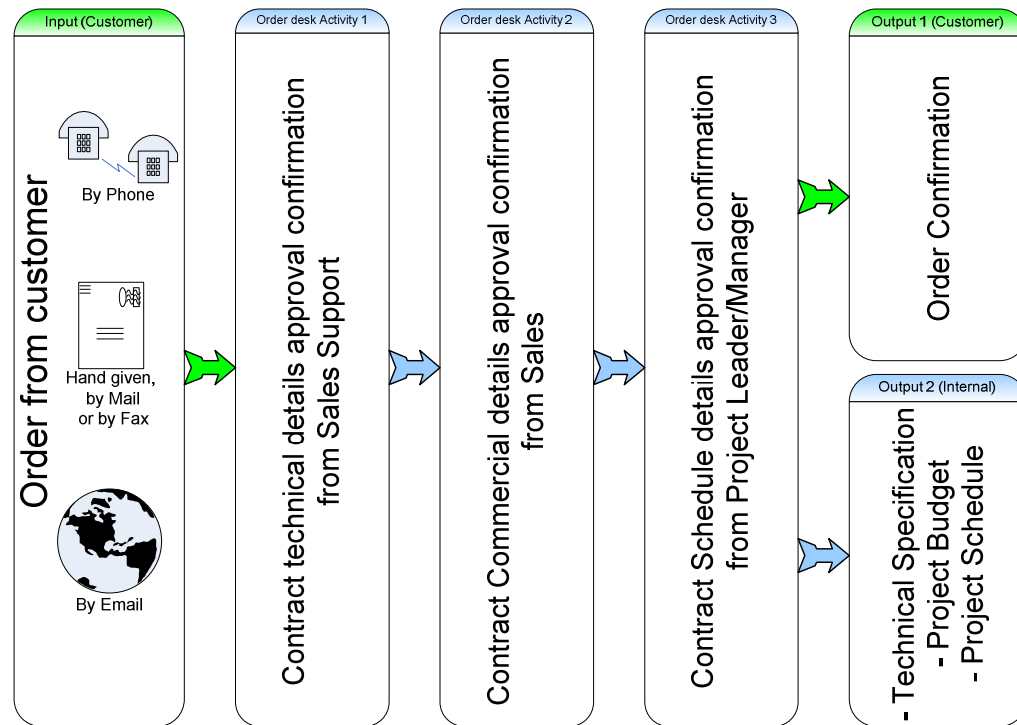 Input (Customer)
Order from customer
By Phone
Hand given,
by Mail
or by Fax
By Email
Order desk Activity 1
Contract technical details approval confirmation
from Sales Support
Order desk Activity 2
Contract Commercial details approval confirmation
from Sales
Order desk Activity 3
Contract Schedule details approval confirmation
from Project Leader/Manager
Output 1 (Customer)
Order Confirmation
Output 2 (Internal)
- Technical Specification
- Project Budget
- Project Schedule